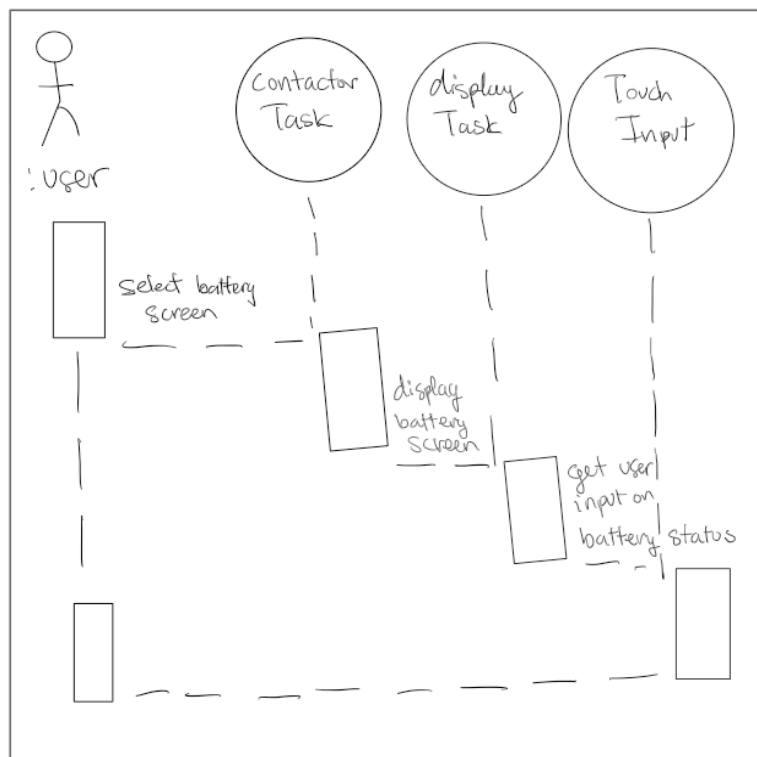 contactor
Task
display
Task
Touch
Input
:user
select battery
screen
display
battery
screen
get user
input on
battery status